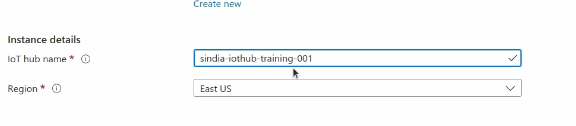 Create new
Instance details
IoT hub name *
sindia-iothub-training-001
Region *
East US